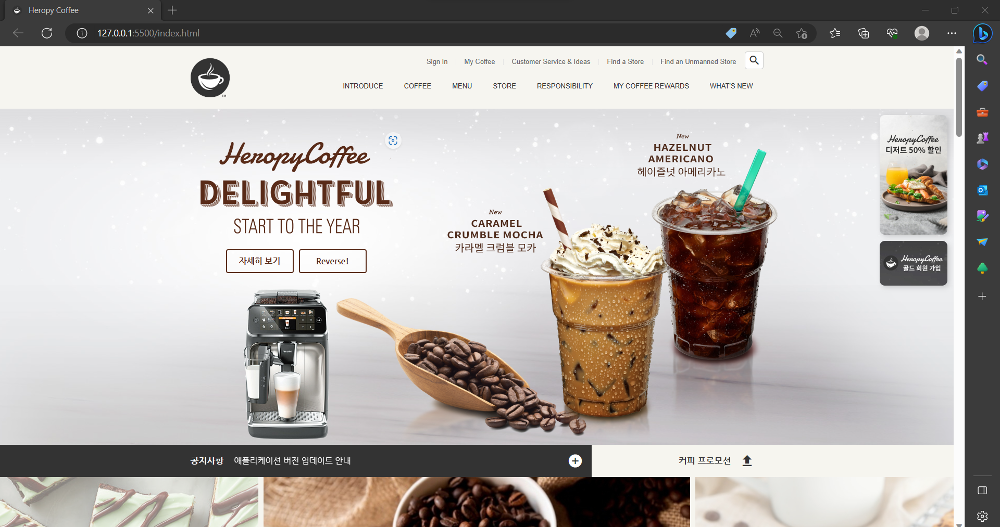 Heropy Coffee
127.0.0.1:5500/index.html
Sign In
My Coffee
Customer Service & Ideas
Find a Store
Find an Unmanned Store
TM
INTRODUCE
COFFEE
MENU
STORE
RESPONSIBILITY
MY COFFEE REWARDS
WHAT'S NEW
HeropyCoffee
DELIGHTFUL
START TO THE YEAR
자세히 보기
Reverse!
New
CARAMEL
CRUMBLE MOCHA
카라멜 크럼블 모카
New
HAZELNUT
AMERICANO
헤이즐넛 아메리카노
HeropyCoffee
디저트 50% 할인
HeropyCoffee
골드 회원 가입
PHILIPS
공지사항
애플리케이션 버전 업데이트 안내
커피 프로모션